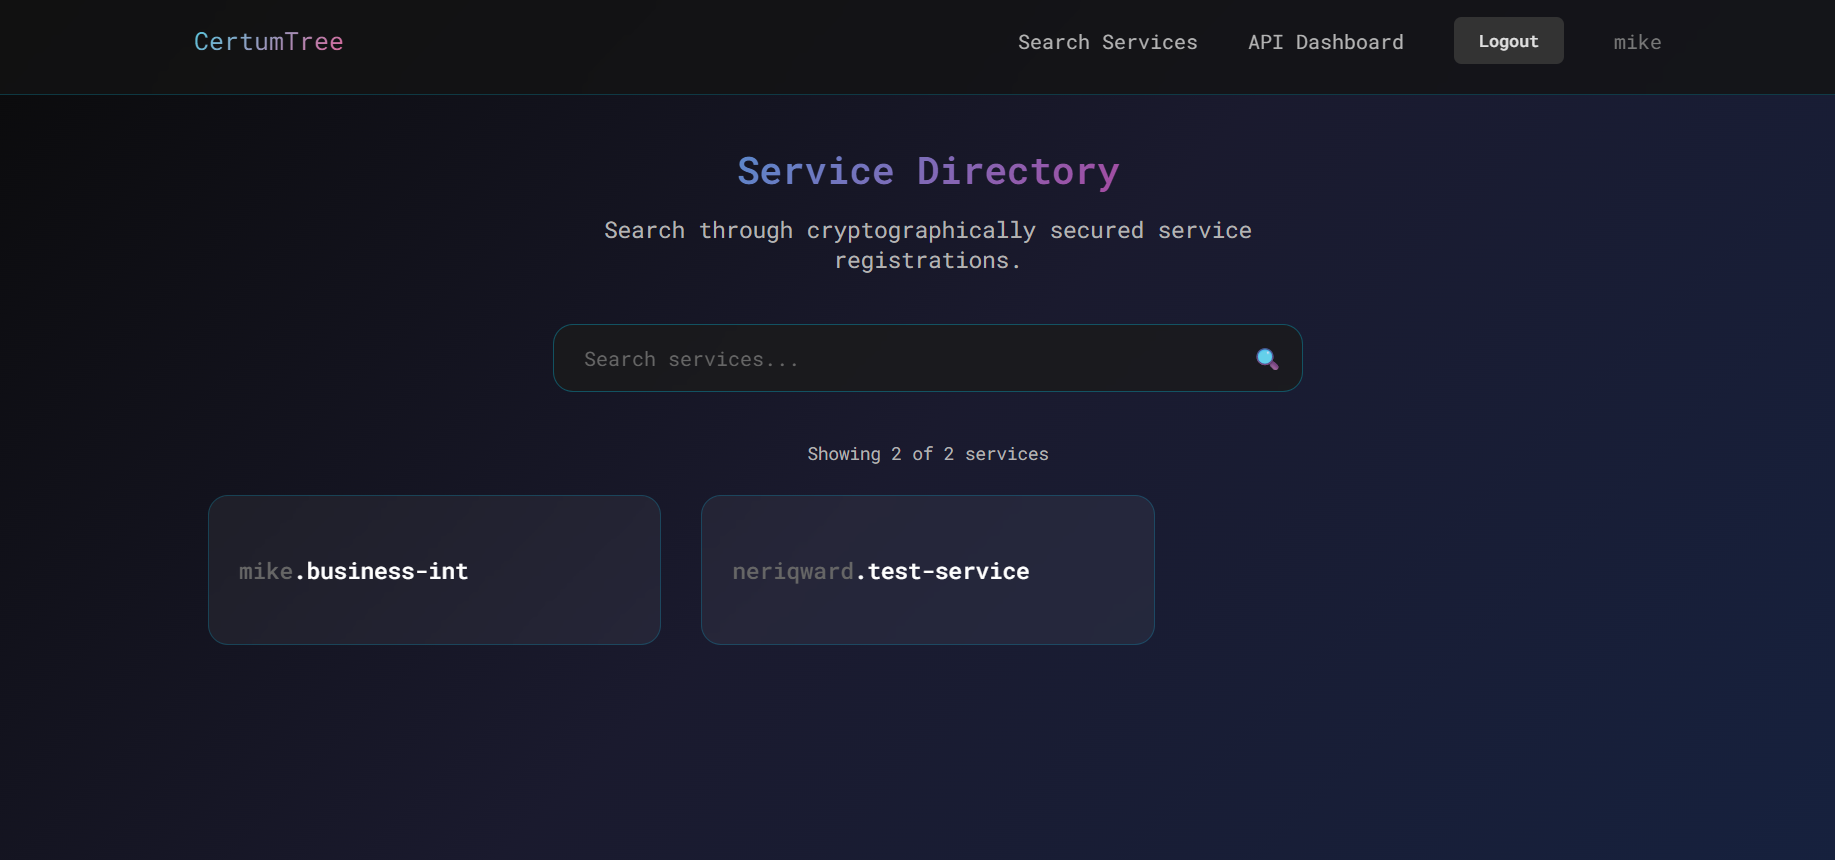 CertumTree
Search Services
API Dashboard
Logout
mike
Service Directory
Search through cryptographically secured service
registrations.
Search services...
Showing 2 of 2 services
mike.business-int
neriqward.test-service